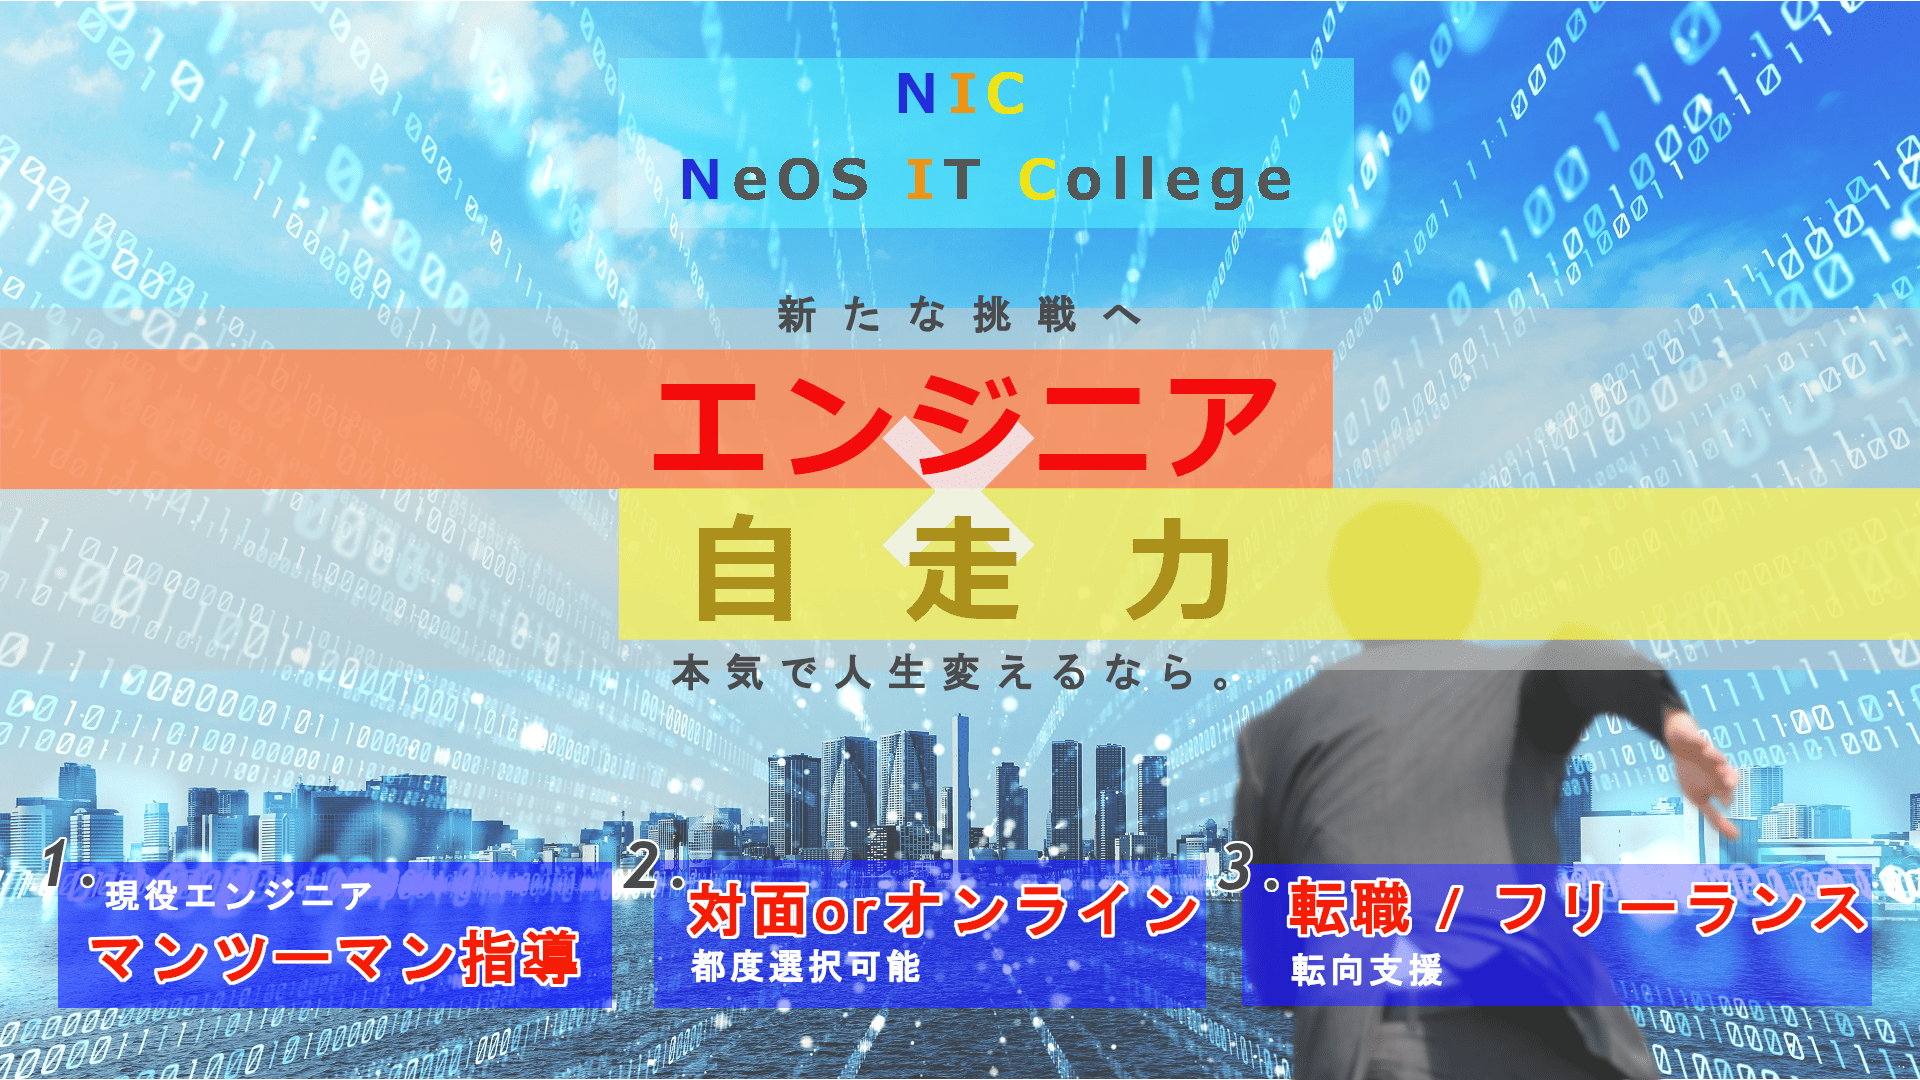 NIC
NeOS IT College
新たな挑戦へ
エンジニア
×
自走力
本気で人生変えるなら。
1.
現役エンジニア
マンツーマン指導
2.
対面orオンライン
都度選択可能
3.
転職 / フリーランス
転向支援